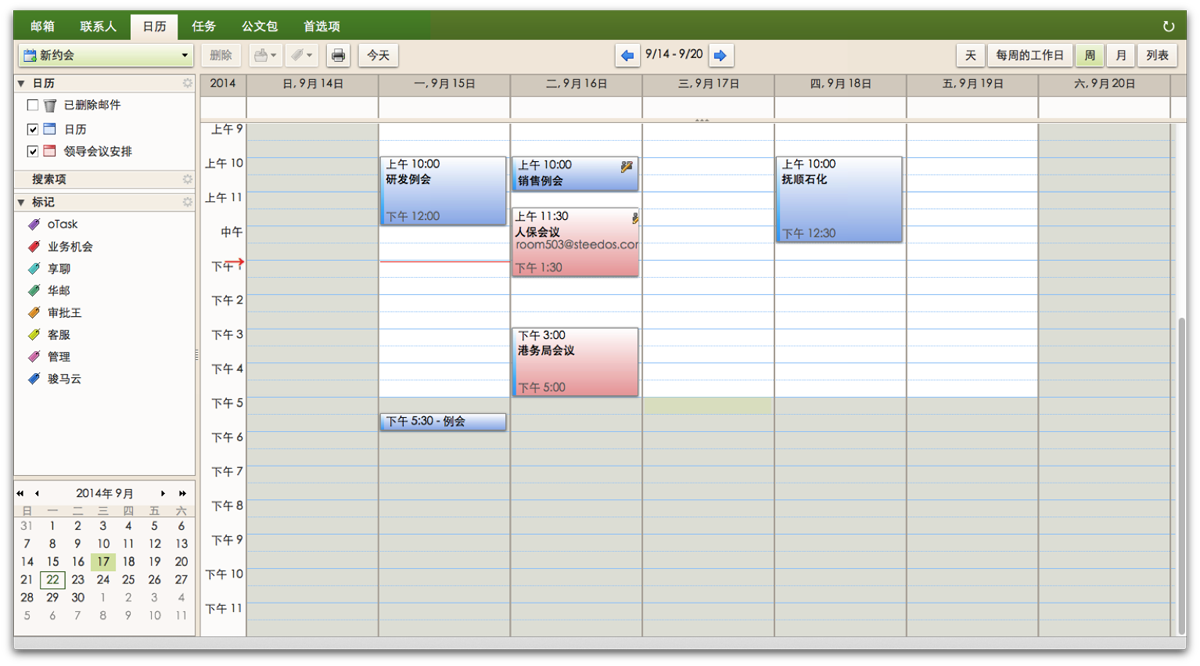 邮箱 联系人 日历 任务 公文包 首选项
新约会 删除 今天 9/14 - 9/20 天 每周的工作日 周 月 列表
日历
已删除邮件
日历
领导会议安排
搜索项
标记
oTask
业务机会
享聊
华邮
审批王
客服
管理
骏马云
2014年 9月
日 一 二 三 四 五 六
31 1 2 3 4 5 6
7 8 9 10 11 12 13
14 15 16 17 18 19 20
21 22 23 24 25 26 27
28 29 30 1 2 3 4
5 6 7 8 9 10 11
2014 日, 9月 14日 一, 9月 15日 二, 9月 16日 三, 9月 17日 四, 9月 18日 五, 9月 19日 六, 9月 20日
上午 9
上午 10
上午 11
中午
下午 1
下午 2
下午 3
下午 4
下午 5
下午 6
下午 7
下午 8
下午 9
下午 10
下午 11
上午 10:00
研发例会
下午 12:00
下午 5:30 - 例会
上午 10:00
销售例会
上午 11:30
人保会议
room503@steedos.cor
下午 1:30
下午 3:00
港务局会议
下午 5:00
上午 10:00
抚顺石化
下午 12:30